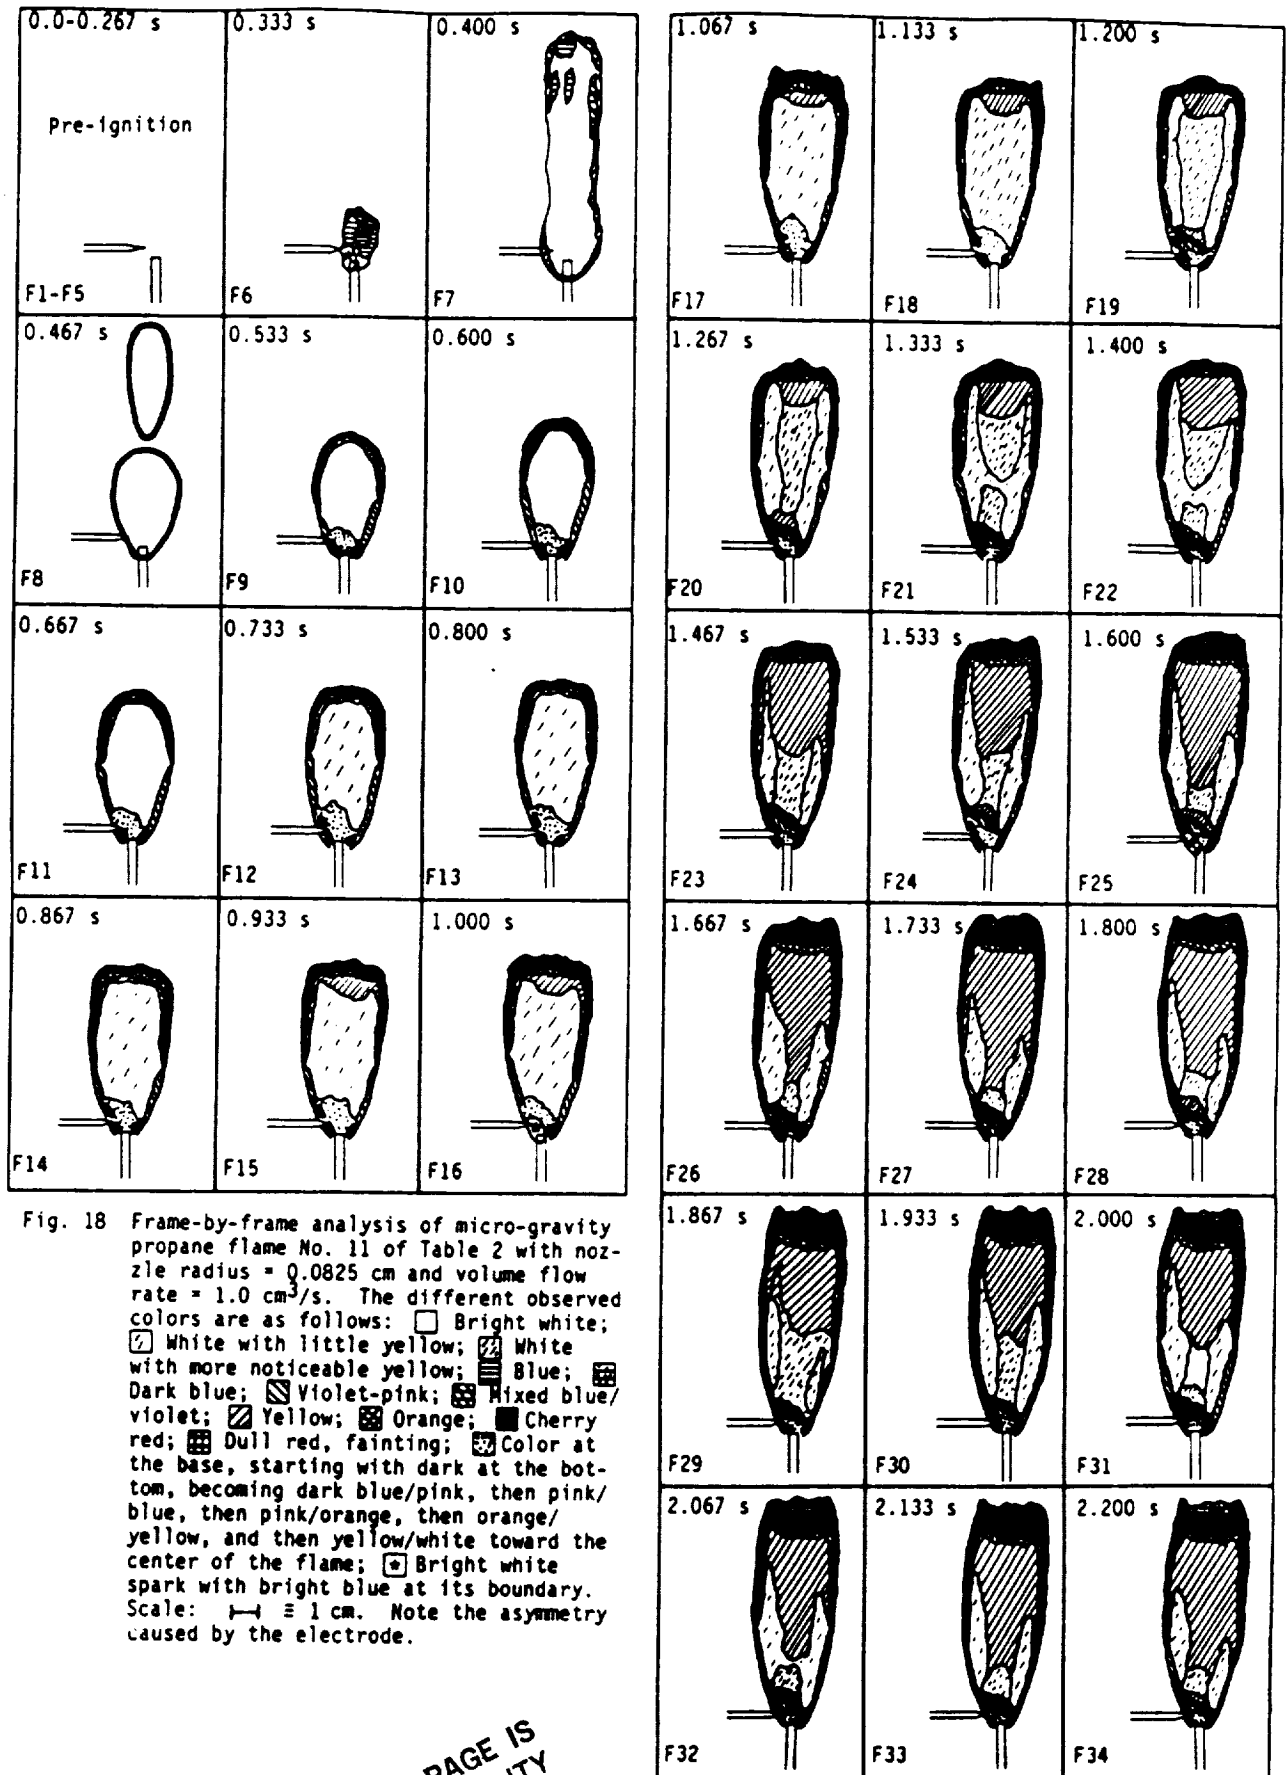 0.0-0.267 s
0.333 s
0.400 s
Pre-ignition
F1-F5
F6
F7
0.467 s
0.533 s
0.600 s
F8
F9
F10
0.667 s
0.733 s
0.800 s
F11
F12
F13
0.867 s
0.933 s
1.000 s
F14
F15
F16
Fig. 18 Frame-by-frame analysis of micro-gravity
propane flame No. 11 of Table 2 with noz-
zle radius = 0.0825 cm and volume flow
rate = 1.0 cm³/s. The different observed
colors are as follows: Bright white;
White with little yellow; White
with more noticeable yellow; Blue;
Dark blue; Violet-pink; Mixed blue/
violet; Yellow; Orange; Cherry
red; Dull red, fainting; Color at
the base, starting with dark at the bot-
tom, becoming dark blue/pink, then pink/
blue, then pink/orange, then orange/
yellow, and then yellow/white toward the
center of the flame; Bright white
spark with bright blue at its boundary.
Scale: ≡ 1 cm. Note the asymmetry
caused by the electrode.
PAGE IS
1.067 s
1.133 s
1.200 s
F17
F18
F19
1.267 s
1.333 s
1.400 s
F20
F21
F22
1.467 s
1.533 s
1.600 s
F23
F24
F25
1.667 s
1.733 s
1.800 s
F26
F27
F28
1.867 s
1.933 s
2.000 s
F29
F30
F31
2.067 s
2.133 s
2.200 s
F32
F33
F34